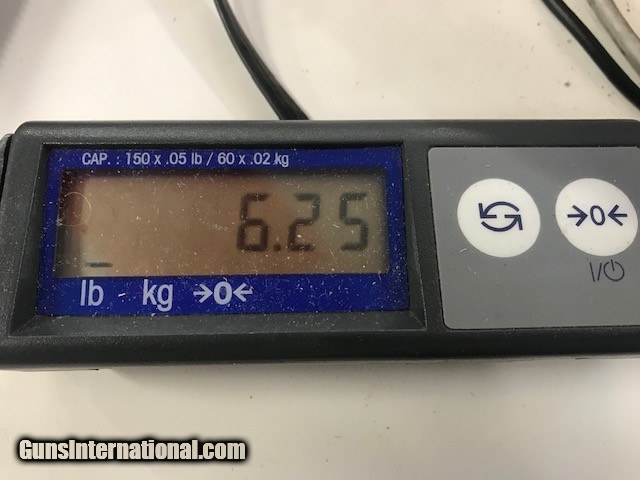 CAP. : 150 x .05 lb / 60 x .02 kg
6.25
lb kg →0←
→0←
I/⏻
GunsInternational.com